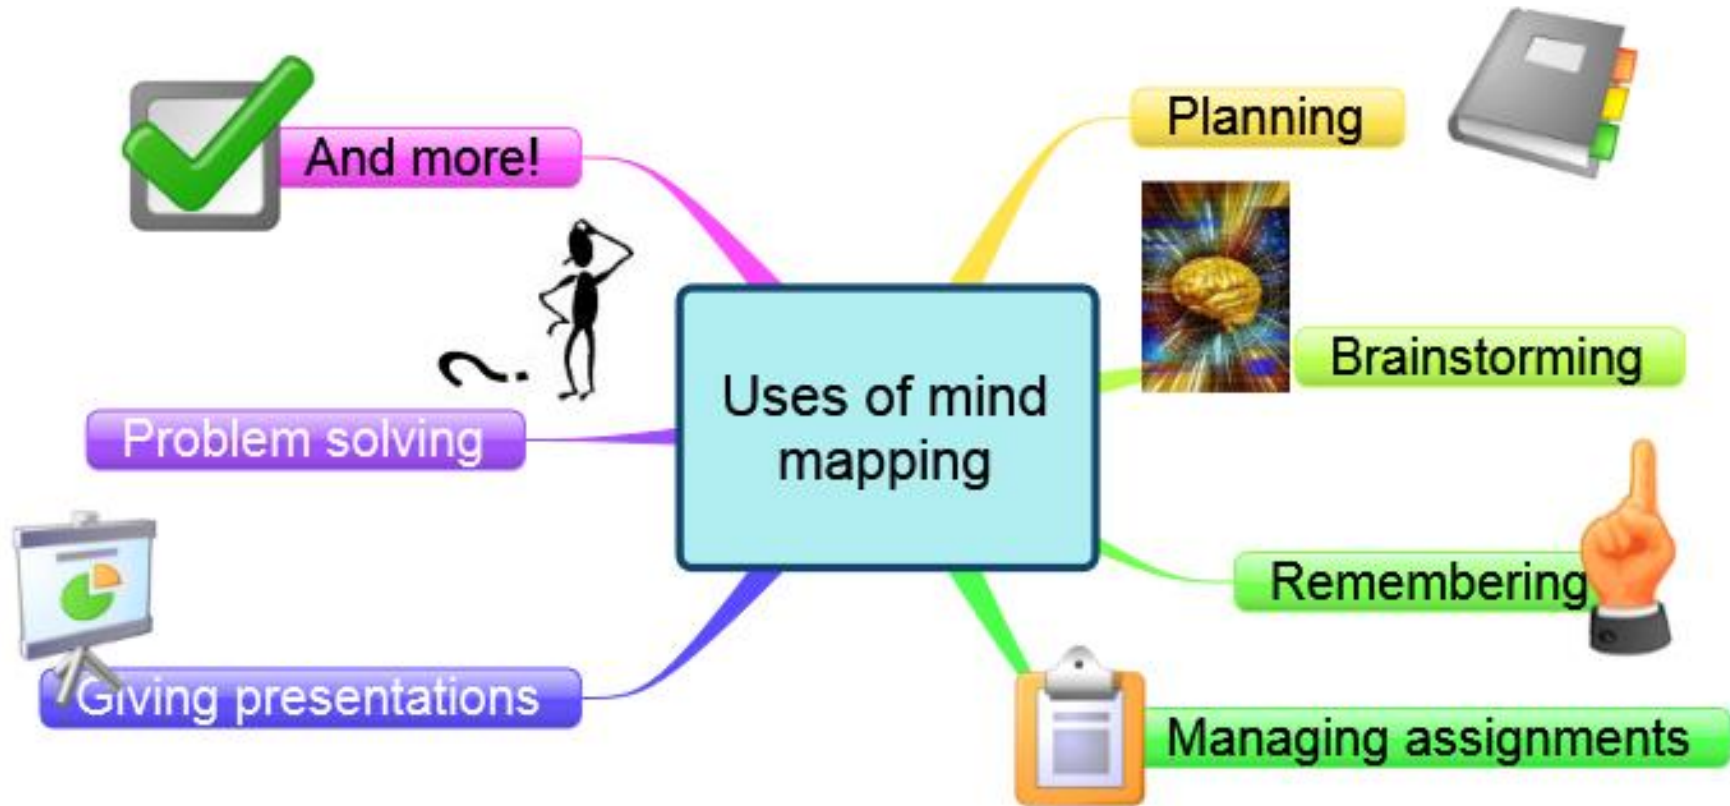 Uses of mind
mapping
Planning
Brainstorming
Remembering
Managing assignments
Giving presentations
Problem solving
?
And more!